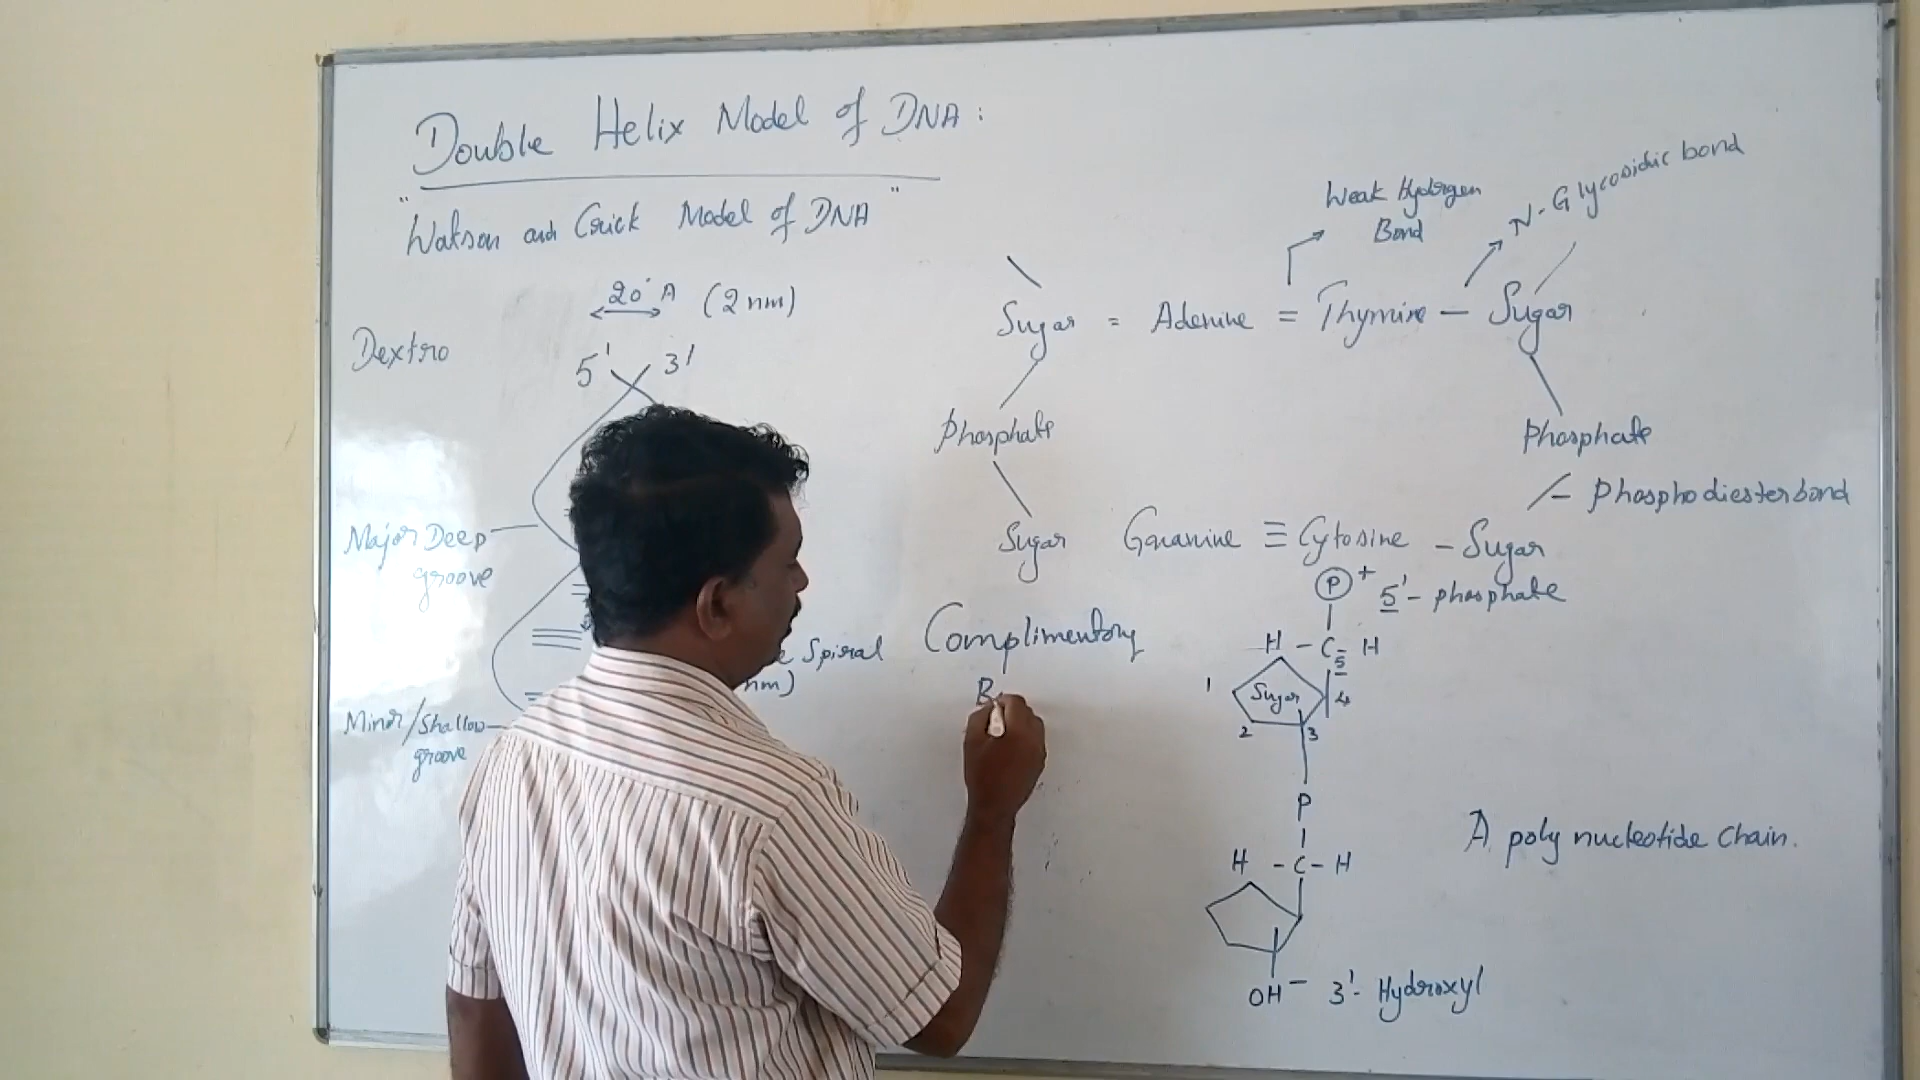 Double Helix Model of DNA:
"Watson and Crick Model of DNA"
20°A (2 nm)
Dextro
5' 3'
Major Deep
groove
Spiral
nm)
Minor/Shallow
groove
Weak Hydrogen
Bond
N-Glycosidic bond
Sugar = Adenine = Thymine - Sugar
Phosphate Phosphate
- Phosphodiester bond
Sugar Guanine ≡ Cytosine - Sugar
Complimentory
B
P + 5'- phosphate
H - C - H
5
1 Sugar 4
2 3
P
H - C - H
OH - 3'- Hydroxyl
A poly nucleotide chain.